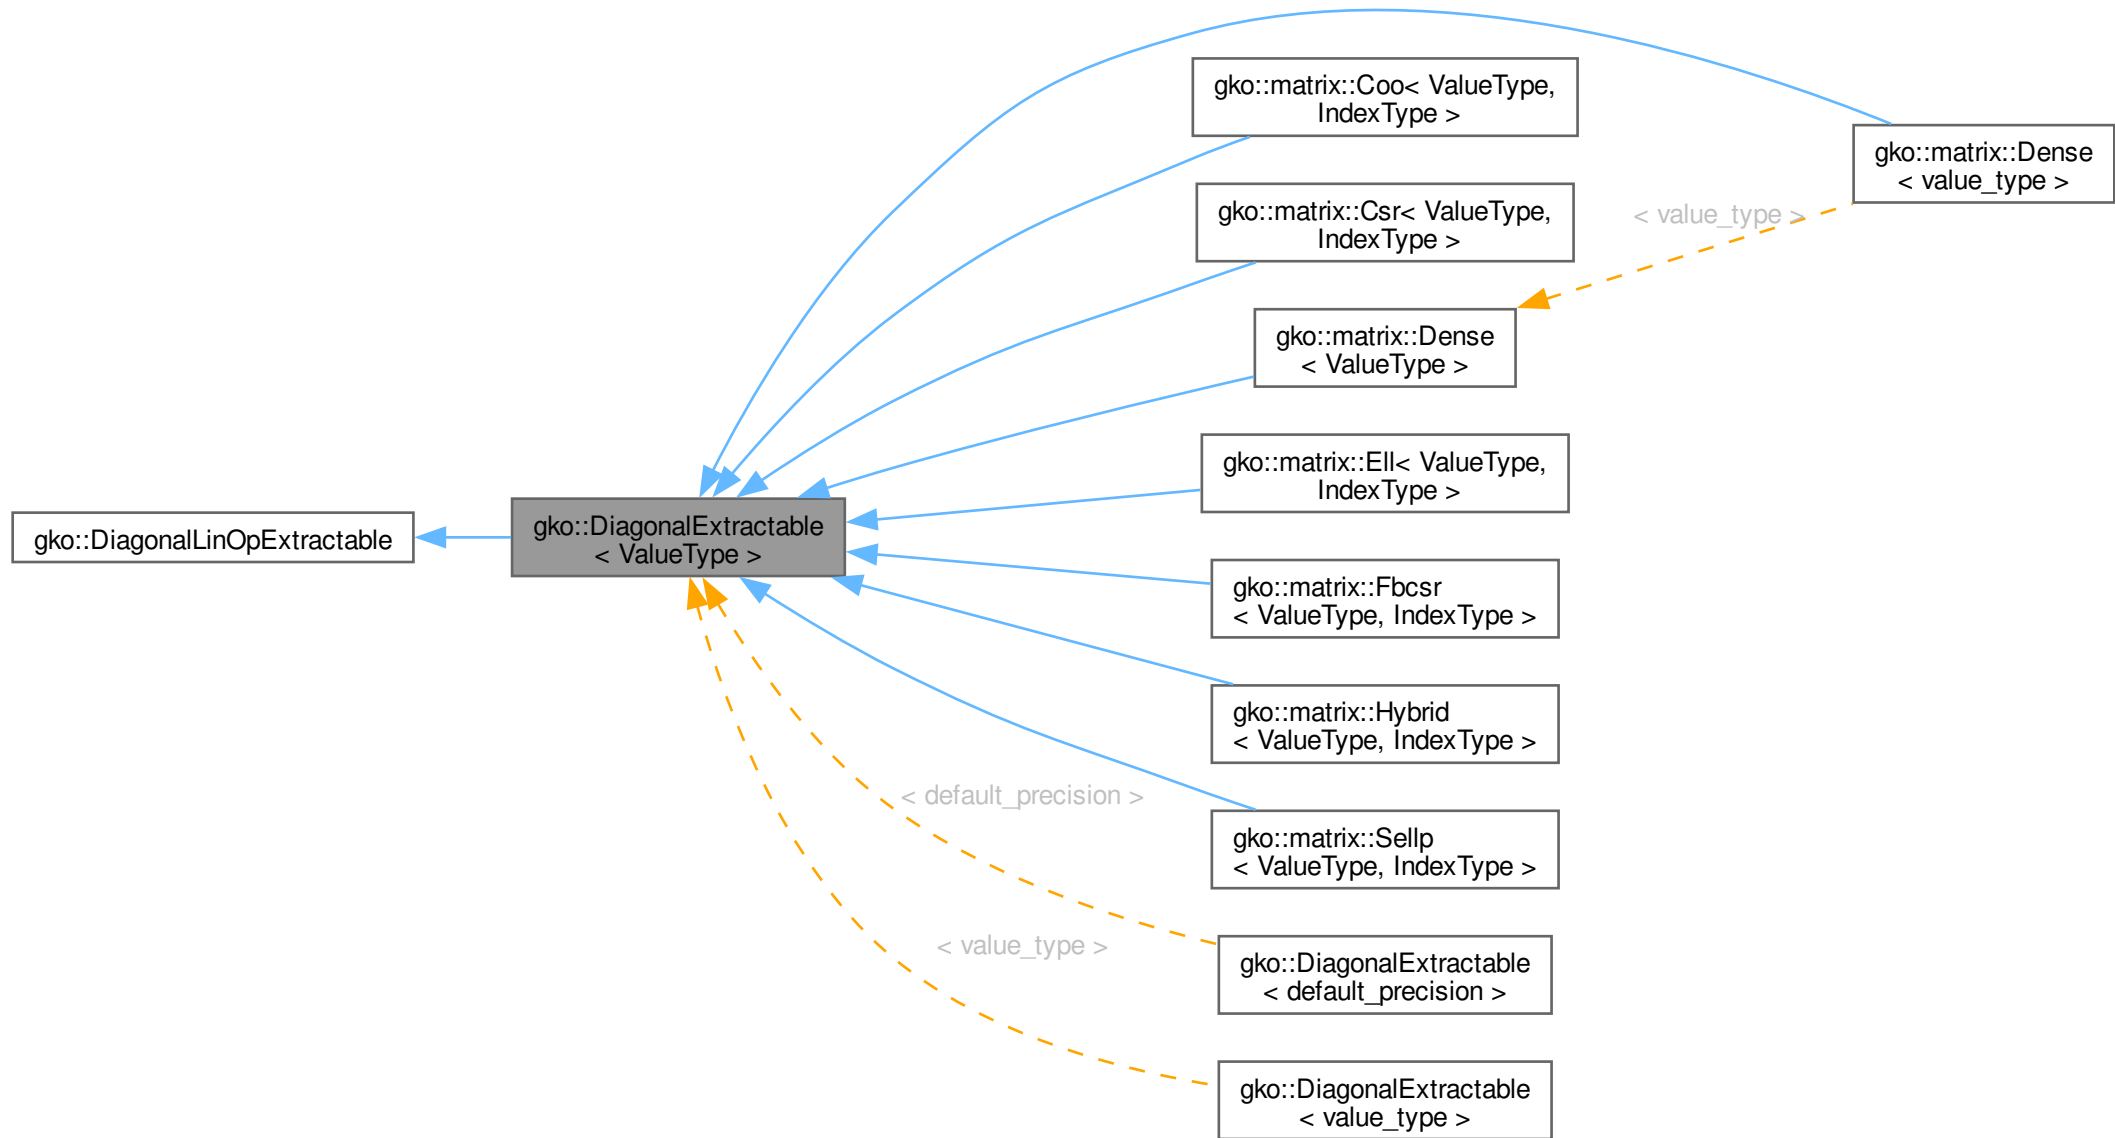 gko::matrix::Coo< ValueType,
IndexType >
gko::matrix::Dense
< value_type >
gko::matrix::Csr< ValueType,
IndexType >
< value_type >
gko::matrix::Dense
< ValueType >
gko::matrix::Ell< ValueType,
IndexType >
gko::DiagonalLinOpExtractable
gko::DiagonalExtractable
< ValueType >
gko::matrix::Fbcsr
< ValueType, IndexType >
gko::matrix::Hybrid
< ValueType, IndexType >
< default_precision >
gko::matrix::Sellp
< ValueType, IndexType >
< value_type >
gko::DiagonalExtractable
< default_precision >
gko::DiagonalExtractable
< value_type >